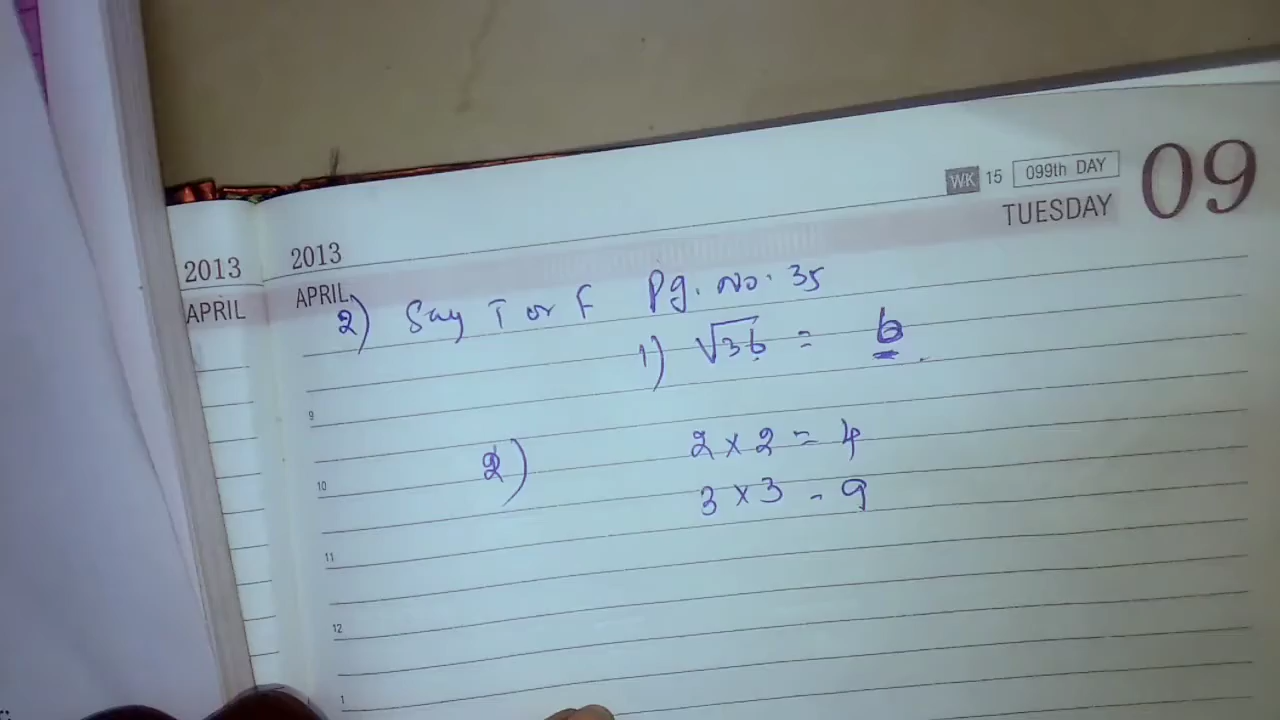 WK 15 099th DAY 09
TUESDAY
2013 2013
APRIL APRIL
2) Say T or F Pg. No. 35
1) √36 = 6
9
2) 2 x 2 = 4
10
3 x 3 - 9
11
12
1